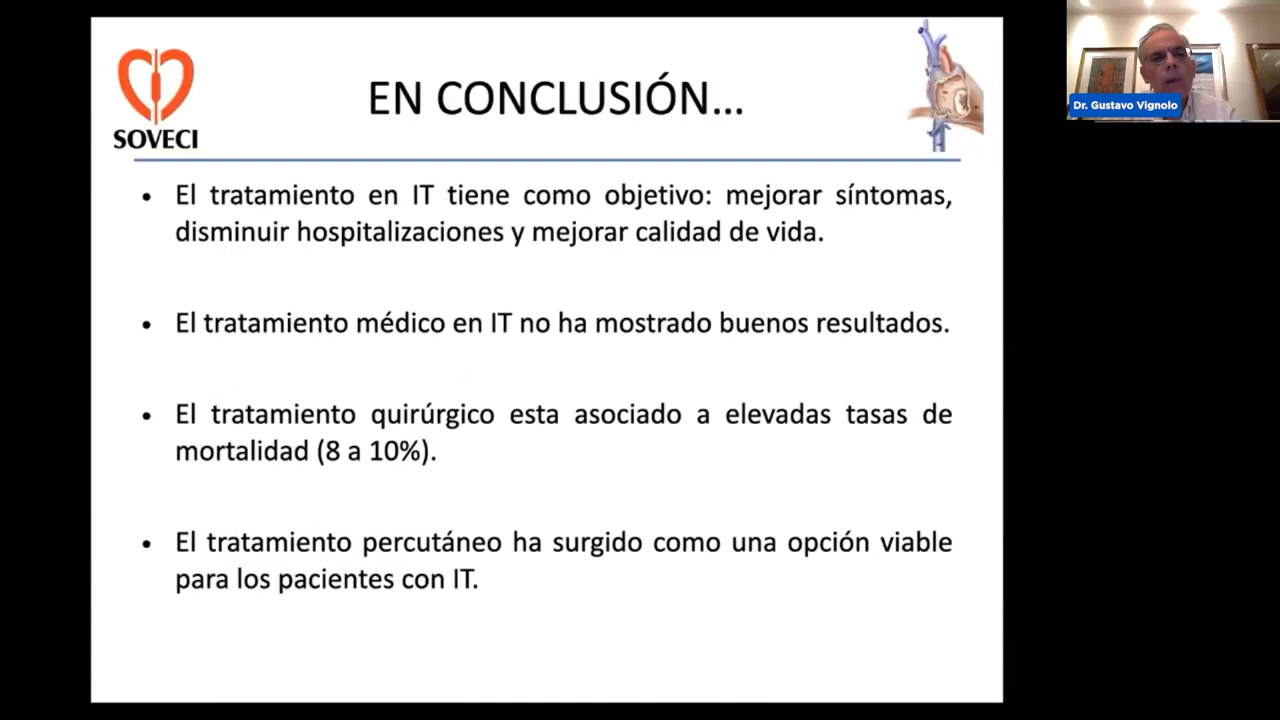 SOVECI
EN CONCLUSIÓN...
• El tratamiento en IT tiene como objetivo: mejorar síntomas,
disminuir hospitalizaciones y mejorar calidad de vida.
• El tratamiento médico en IT no ha mostrado buenos resultados.
• El tratamiento quirúrgico esta asociado a elevadas tasas de
mortalidad (8 a 10%).
• El tratamiento percutáneo ha surgido como una opción viable
para los pacientes con IT.
Dr. Gustavo Vignolo